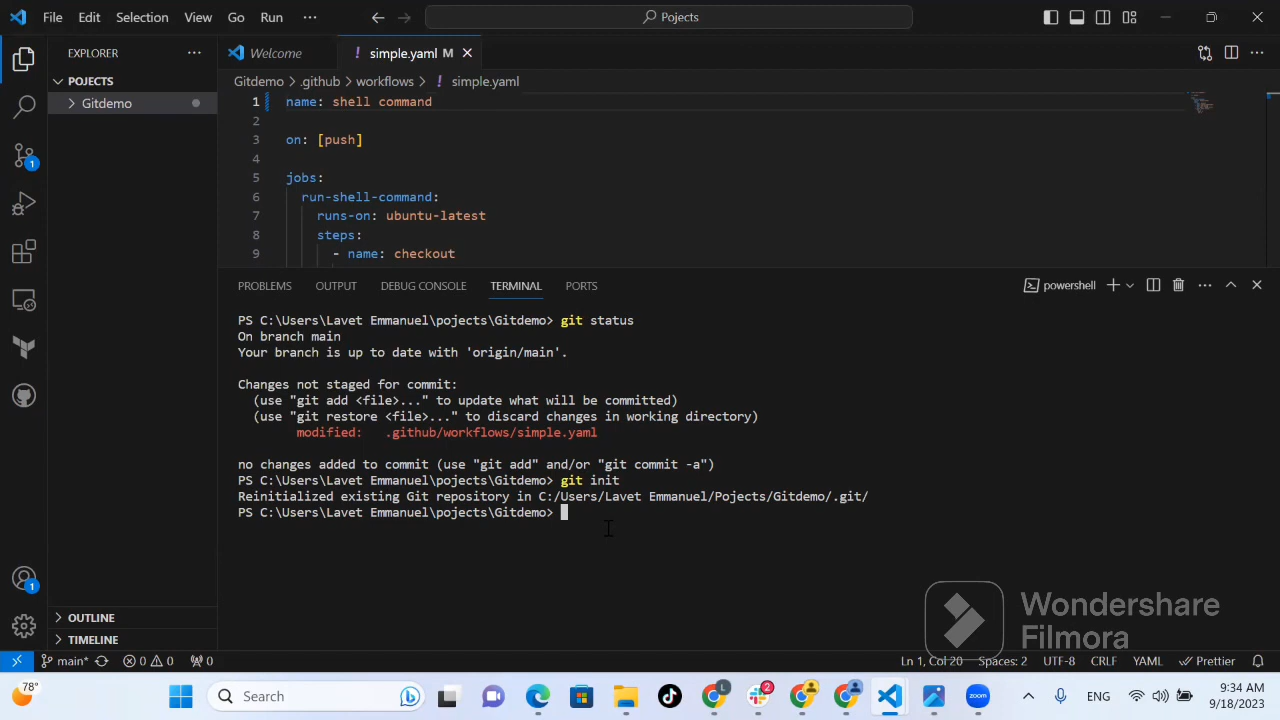 File Edit Selection View Go Run ... Pojects
EXPLORER ...
POJECTS
Gitdemo
Welcome
! simple.yaml M
Gitdemo > .github > workflows > ! simple.yaml
1 name: shell command
2
3 on: [push]
4
5 jobs:
6 run-shell-command:
7 runs-on: ubuntu-latest
8 steps:
9 - name: checkout
PROBLEMS OUTPUT DEBUG CONSOLE TERMINAL PORTS powershell
PS C:\Users\Lavet Emmanuel\pojects\Gitdemo> git status
On branch main
Your branch is up to date with 'origin/main'.
Changes not staged for commit:
(use "git add <file>..." to update what will be committed)
(use "git restore <file>..." to discard changes in working directory)
modified: .github/workflows/simple.yaml
no changes added to commit (use "git add" and/or "git commit -a")
PS C:\Users\Lavet Emmanuel\pojects\Gitdemo> git init
Reinitialized existing Git repository in C:/Users/Lavet Emmanuel/Pojects/Gitdemo/.git/
PS C:\Users\Lavet Emmanuel\pojects\Gitdemo>
1
1
OUTLINE
TIMELINE
Wondershare
Filmora
main* 0 0 0 Ln 1, Col 20 Spaces: 2 UTF-8 CRLF YAML Prettier
78° Search L 2 zoom ENG 9:34 AM
9/18/2023